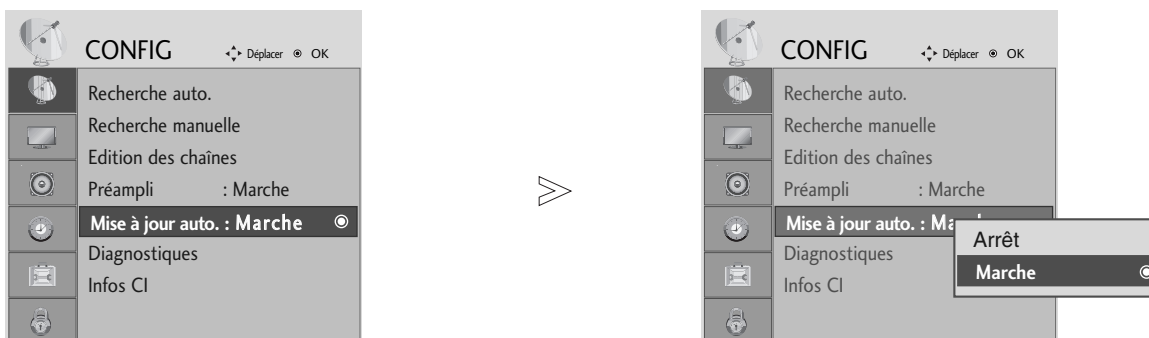 CONFIG Déplacer OK
Recherche auto.
Recherche manuelle
Edition des chaînes
Préampli : Marche
Mise à jour auto. : Marche
Diagnostiques
Infos CI
CONFIG Déplacer OK
Recherche auto.
Recherche manuelle
Edition des chaînes
Préampli : Marche
Mise à jour auto. : Ma
Diagnostiques
Infos CI
Arrêt
Marche